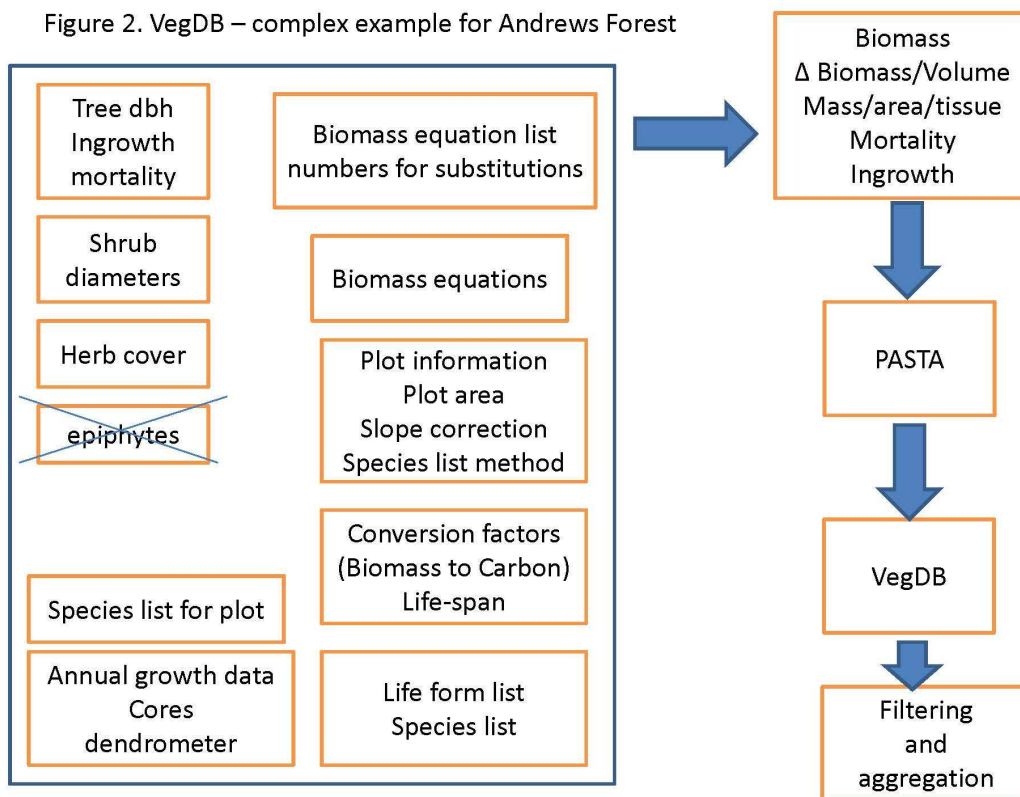 Figure 2. VegDB – complex example for Andrews Forest
Tree dbh
Ingrowth
mortality
Shrub
diameters
Herb cover
epiphytes
Species list for plot
Annual growth data
Cores
dendrometer
Biomass equation list
numbers for substitutions
Biomass equations
Plot information
Plot area
Slope correction
Species list method
Conversion factors
(Biomass to Carbon)
Life-span
Life form list
Species list
Biomass
Δ Biomass/Volume
Mass/area/tissue
Mortality
Ingrowth
PASTA
VegDB
Filtering
and
aggregation